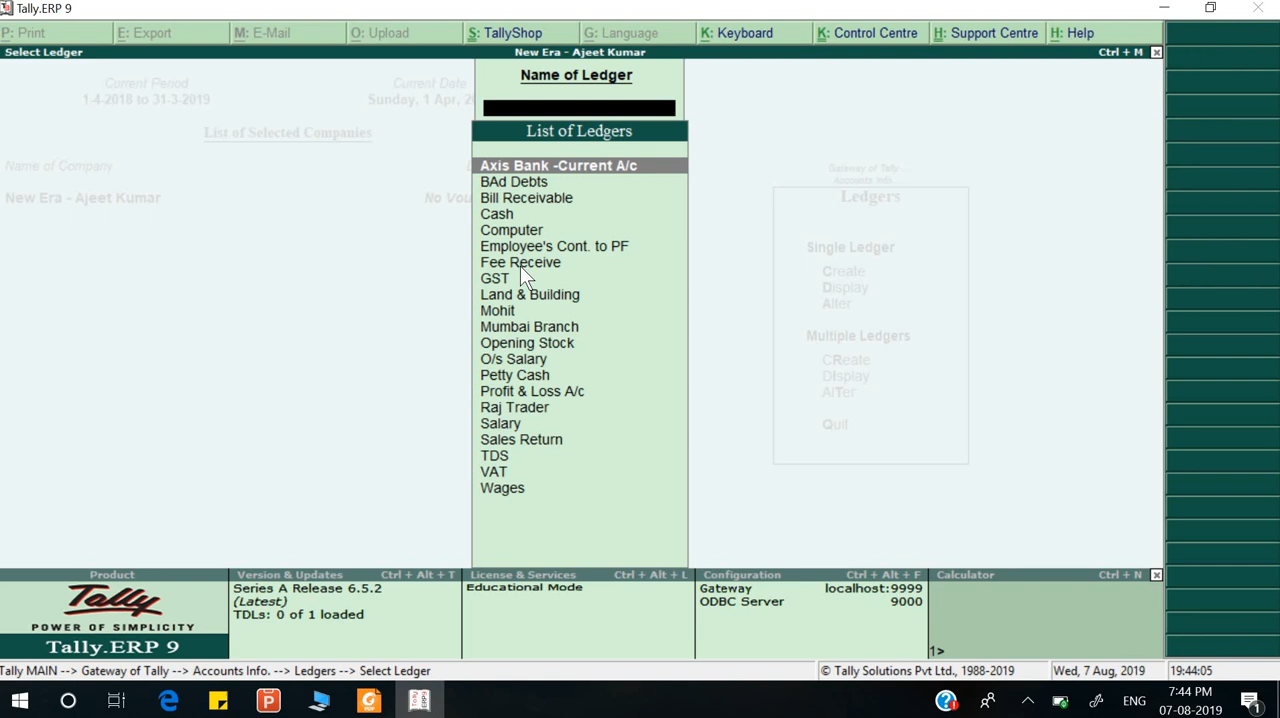 Tally.ERP 9
P: Print
E: Export
M: E-Mail
O: Upload
S: TallyShop
G: Language
K: Keyboard
K: Control Centre
H: Support Centre
H: Help
Select Ledger
New Era - Ajeet Kumar
Ctrl + M
Current Period
1-4-2018 to 31-3-2019
Current Date
Sunday, 1 Apr, 2
List of Selected Companies
Name of Company
New Era - Ajeet Kumar
No Vou
Name of Ledger
List of Ledgers
Axis Bank -Current A/c
BAd Debts
Bill Receivable
Cash
Computer
Employee's Cont. to PF
Fee Receive
GST
Land & Building
Mohit
Mumbai Branch
Opening Stock
O/s Salary
Petty Cash
Profit & Loss A/c
Raj Trader
Salary
Sales Return
TDS
VAT
Wages
Gateway of Tally ...
Accounts Info. ...
Ledgers
Single Ledger
Create
Display
Alter
Multiple Ledgers
CReate
DIsplay
AlTer
Quit
Product
Tally
POWER OF SIMPLICITY
Tally.ERP 9
Version & Updates Ctrl + Alt + T
Series A Release 6.5.2
(Latest)
TDLs: 0 of 1 loaded
License & Services Ctrl + Alt + L
Educational Mode
Configuration Ctrl + Alt + F
Gateway localhost:9999
ODBC Server 9000
Calculator Ctrl + N
1>
Tally MAIN --> Gateway of Tally --> Accounts Info. --> Ledgers --> Select Ledger
© Tally Solutions Pvt Ltd., 1988-2019
Wed, 7 Aug, 2019
19:44:05
ENG
7:44 PM
07-08-2019